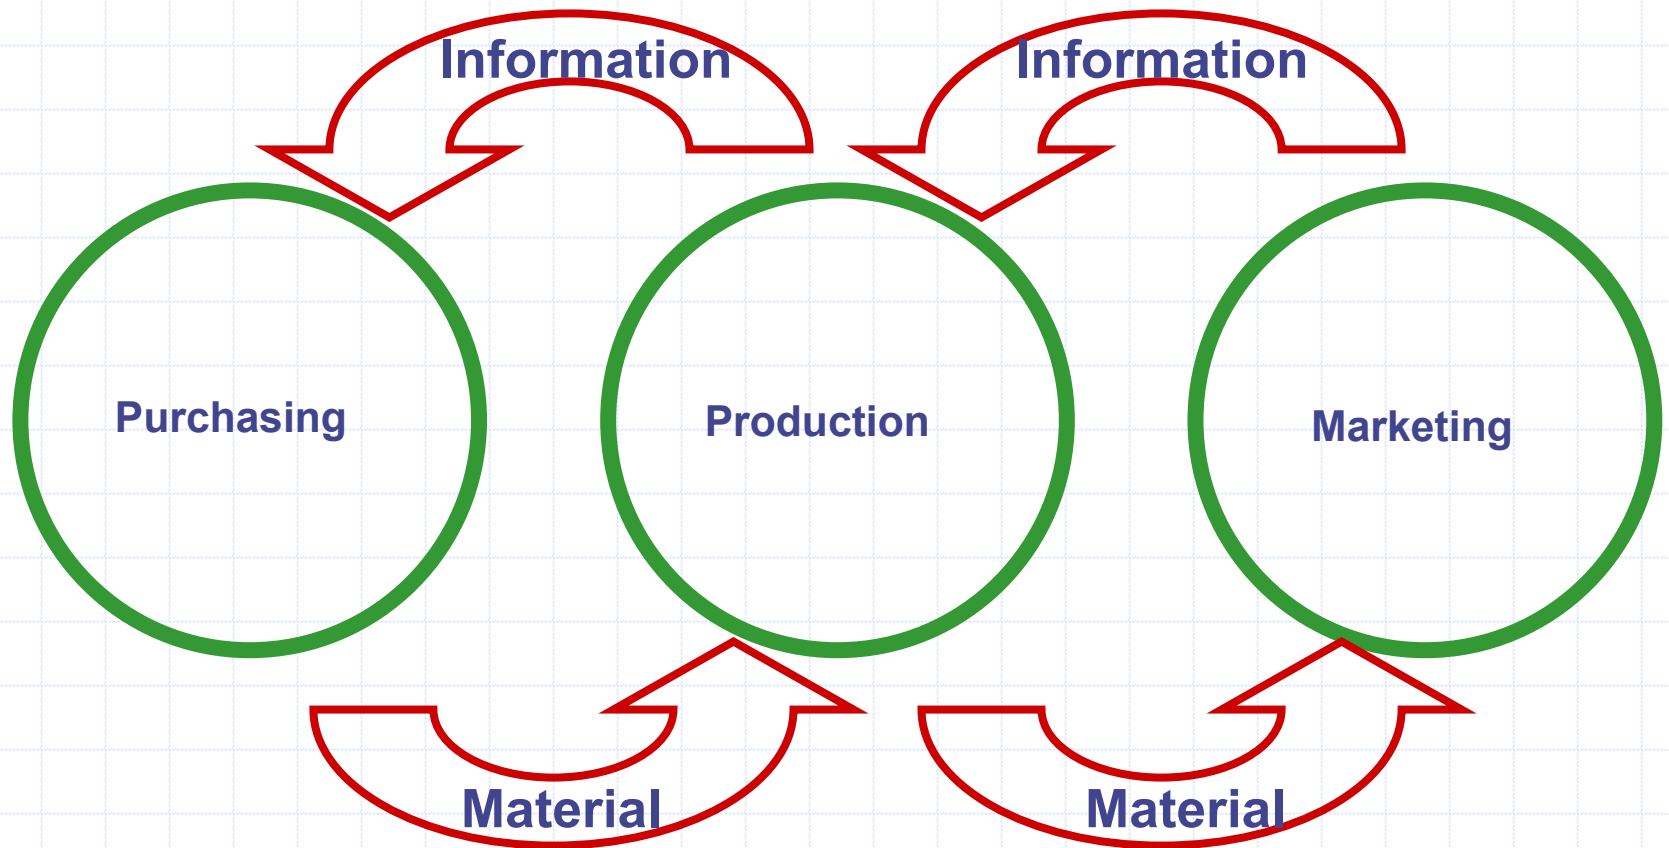 Information
Information
Purchasing
Production
Marketing
Material
Material